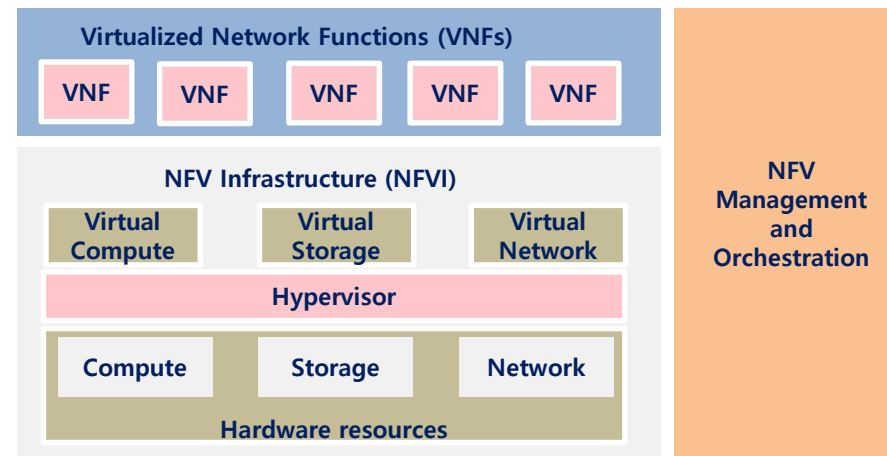 Virtualized Network Functions (VNFs)
VNF VNF VNF VNF VNF
NFV Infrastructure (NFVI)
Virtual Compute
Virtual Storage
Virtual Network
Hypervisor
Compute Storage Network
Hardware resources
NFV
Management
and
Orchestration